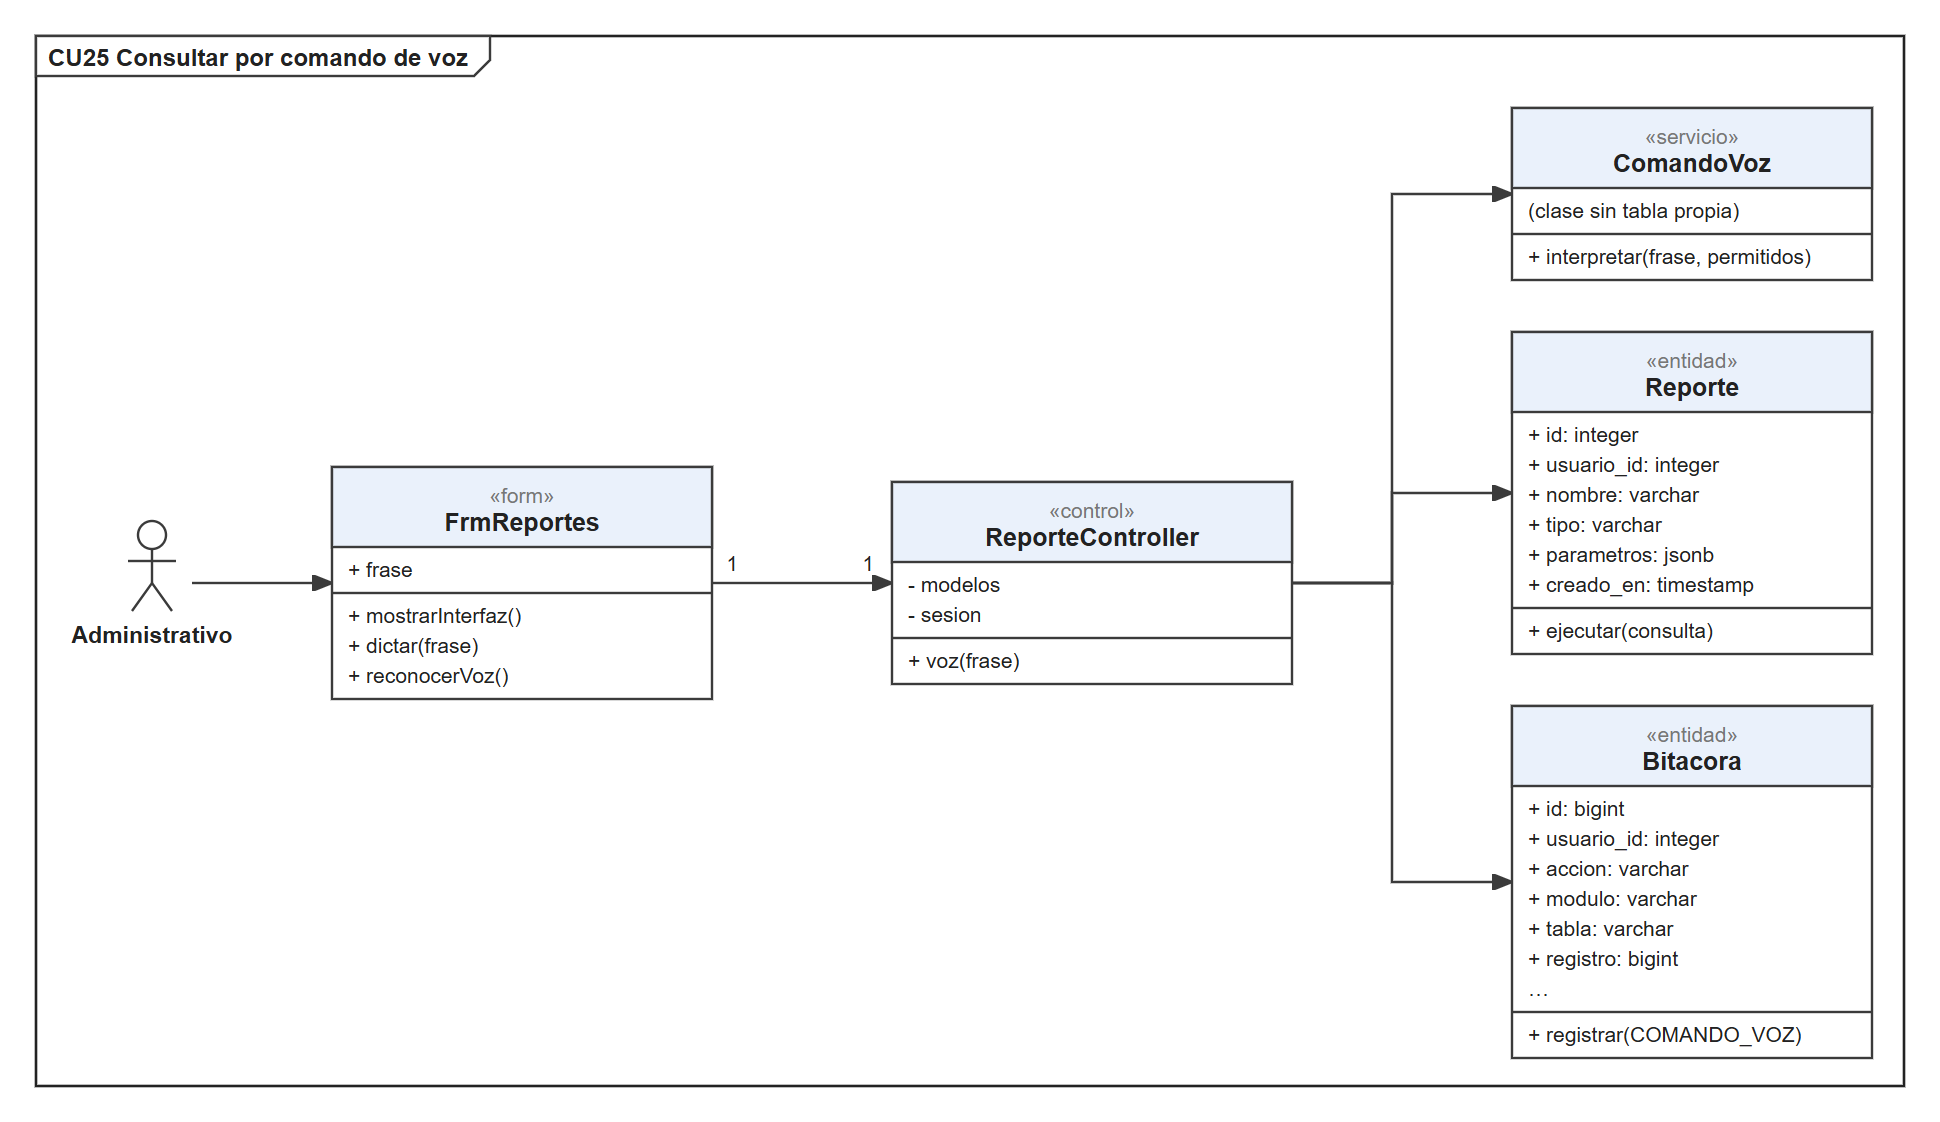 CU25 Consultar por comando de voz
Administrativo
«form»
FrmReportes
+ frase
+ mostrarInterfaz()
+ dictar(frase)
+ reconocerVoz()
1
1
«control»
ReporteController
- modelos
- sesion
+ voz(frase)
«servicio»
ComandoVoz
(clase sin tabla propia)
+ interpretar(frase, permitidos)
«entidad»
Reporte
+ id: integer
+ usuario_id: integer
+ nombre: varchar
+ tipo: varchar
+ parametros: jsonb
+ creado_en: timestamp
+ ejecutar(consulta)
«entidad»
Bitacora
+ id: bigint
+ usuario_id: integer
+ accion: varchar
+ modulo: varchar
+ tabla: varchar
+ registro: bigint
...
+ registrar(COMANDO_VOZ)